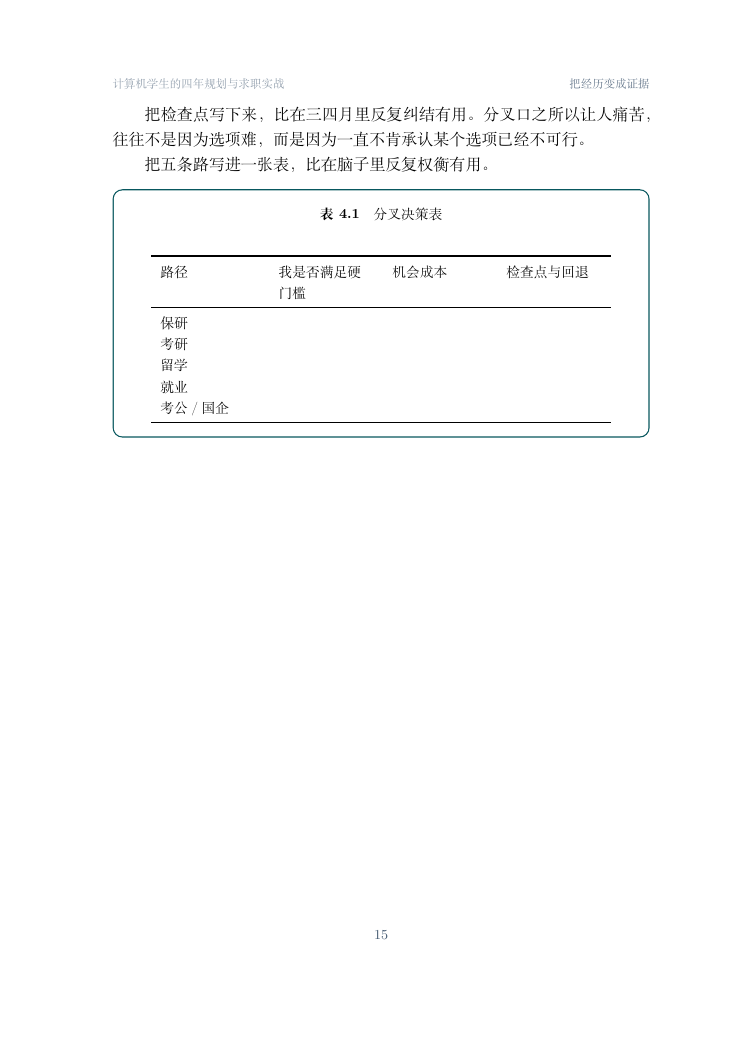 计算机学生的四年规划与求职实战 把经历变成证据
把检查点写下来，比在三四月里反复纠结有用。分叉口之所以让人痛苦，
往往不是因为选项难，而是因为一直不肯承认某个选项已经不可行。
把五条路写进一张表，比在脑子里反复权衡有用。
表 4.1 分叉决策表
路径 我是否满足硬 机会成本 检查点与回退
门槛
保研
考研
留学
就业
考公 / 国企
15